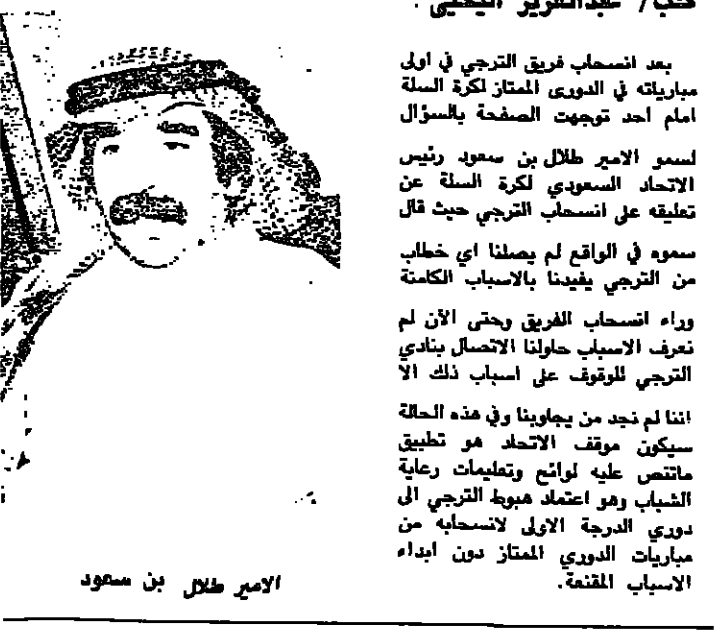 كتب / عبدالعزيز اليحيى .
بعد انسحاب فريق الترجي في اولى
مبارياته في الدورى الممتاز لكرة السلة
امام احد توجهت الصفحة بالسؤال
لسمو الامير طلال بن سعود رئيس
الاتحاد السعودي لكرة السلة عن
تعليقه على انسحاب الترجي حيث قال
سموه في الواقع لم يصلنا اي خطاب
من الترجي يفيدنا بالاسباب الكامنة
وراء انسحاب الفريق وحتى الآن لم
نعرف الاسباب حاولنا الاتصال بنادي
الترجي للوقوف على اسباب ذلك الا
اننا لم نجد من يجاوبنا وفي هذه الحالة
سيكون موقف الاتحاد هو تطبيق
ماتنص عليه لوائح وتعليمات رعاية
الشباب وهو اعتماد هبوط الترجي الى
دوري الدرجة الاولى لانسحابه من
مباريات الدوري الممتاز دون ابداء
الاسباب المقنعة .
الامير طلال بن سعود